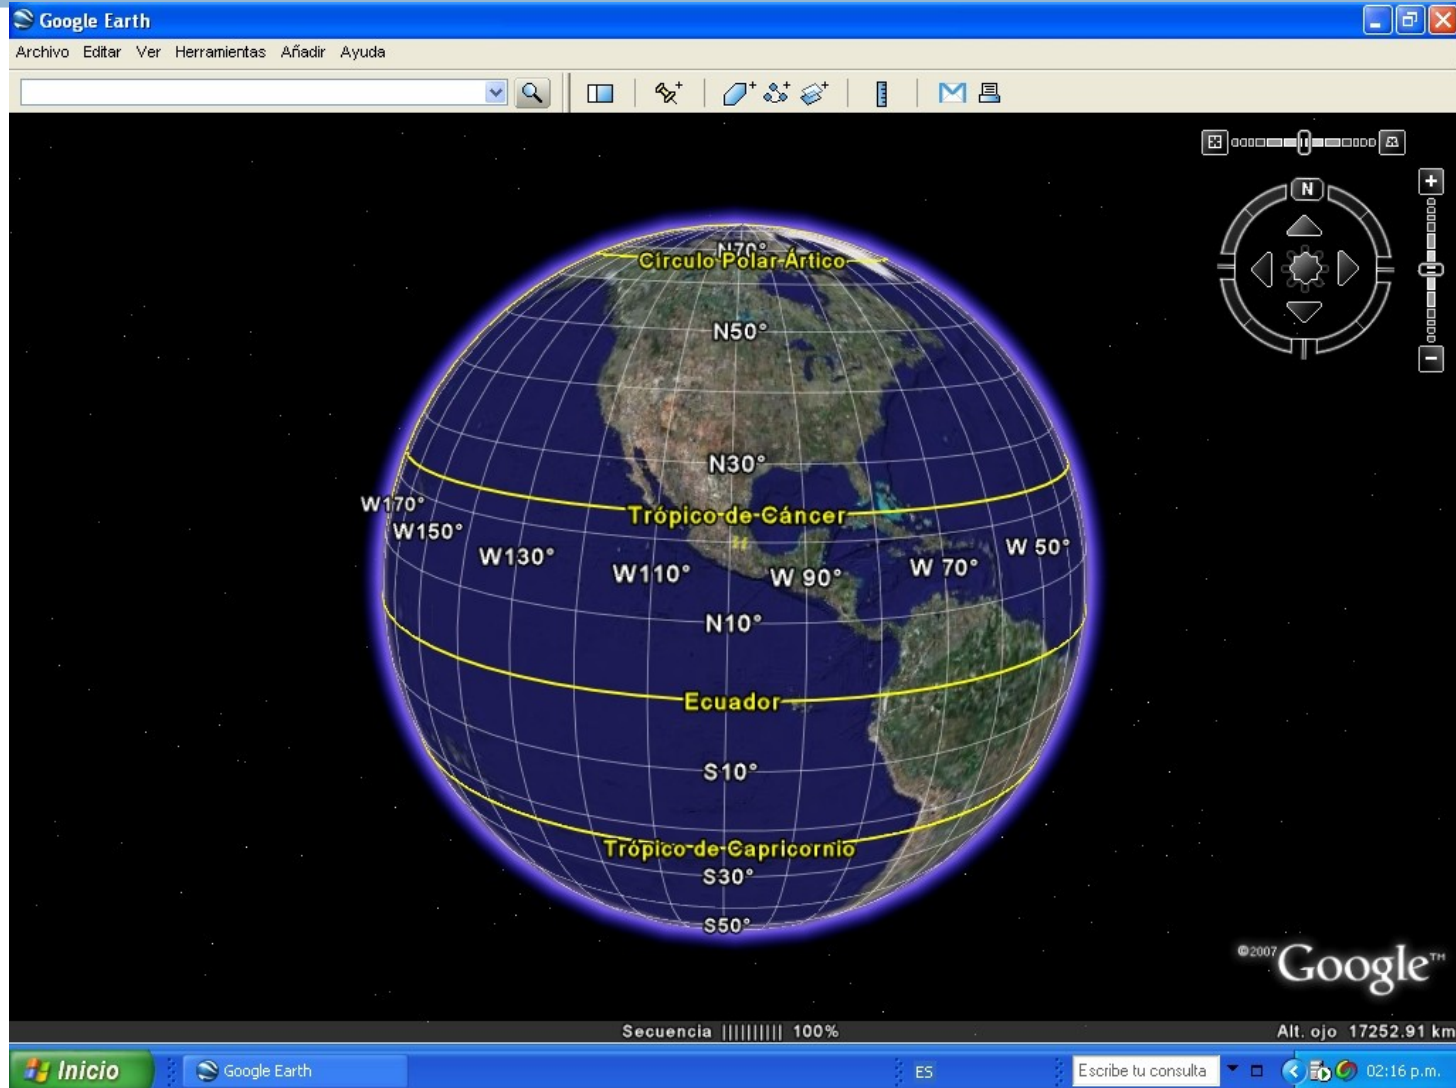 Google Earth
Archivo Editar Ver Herramientas Añadir Ayuda
N
N70°
Círculo Polar Ártico
N50°
N30°
Trópico de Cáncer
W170°
W150°
W130°
W110°
W 90°
W 70°
W 50°
N10°
Ecuador
S10°
Trópico de Capricornio
S30°
S50°
©2007 Google™
Secuencia |||||||||| 100%
Alt. ojo 17252.91 km
Inicio
Google Earth
ES
Escribe tu consulta
02:16 p.m.